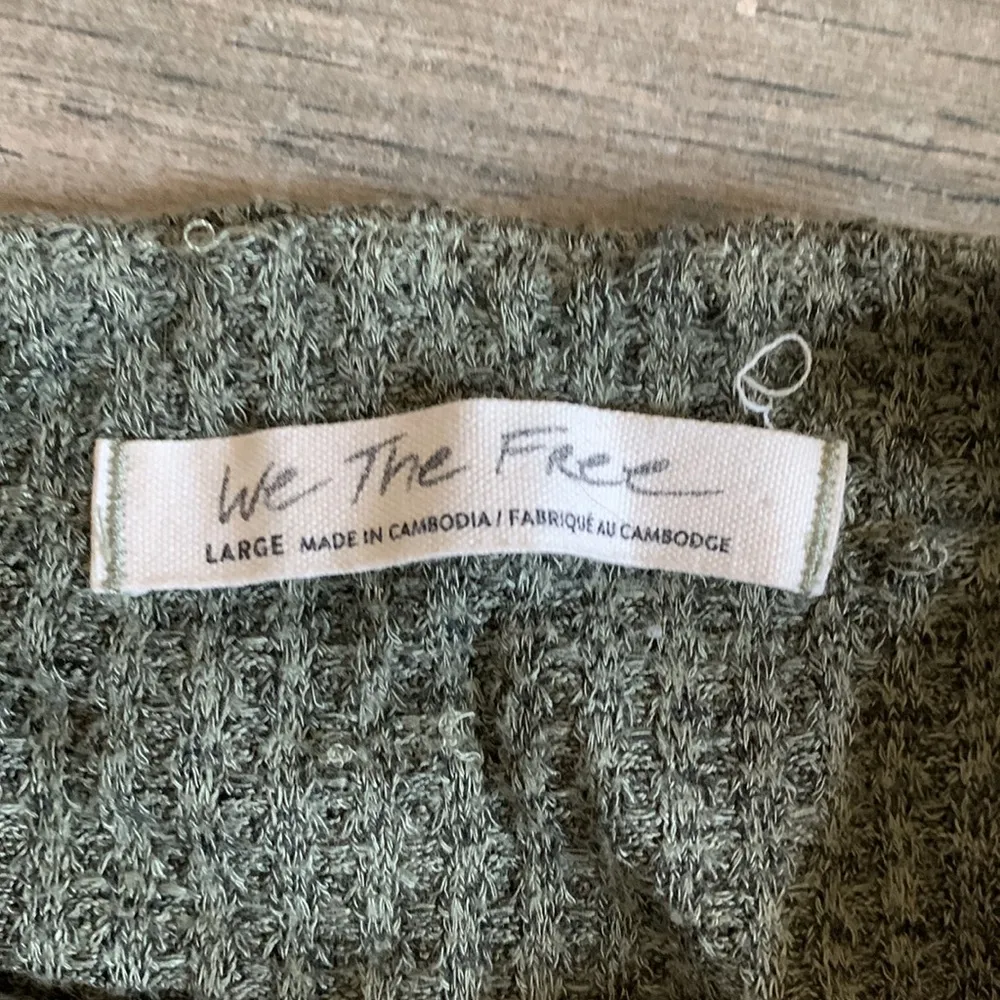 We The Free
LARGE MADE IN CAMBODIA / FABRIQUÉ AU CAMBODGE